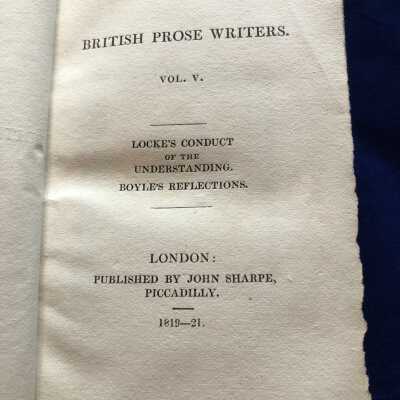 BRITISH PROSE WRITERS.
VOL. V.
LOCKE'S CONDUCT
OF THE
UNDERSTANDING.
BOYLE'S REFLECTIONS.
LONDON:
PUBLISHED BY JOHN SHARPE,
PICCADILLY.
1819—21.